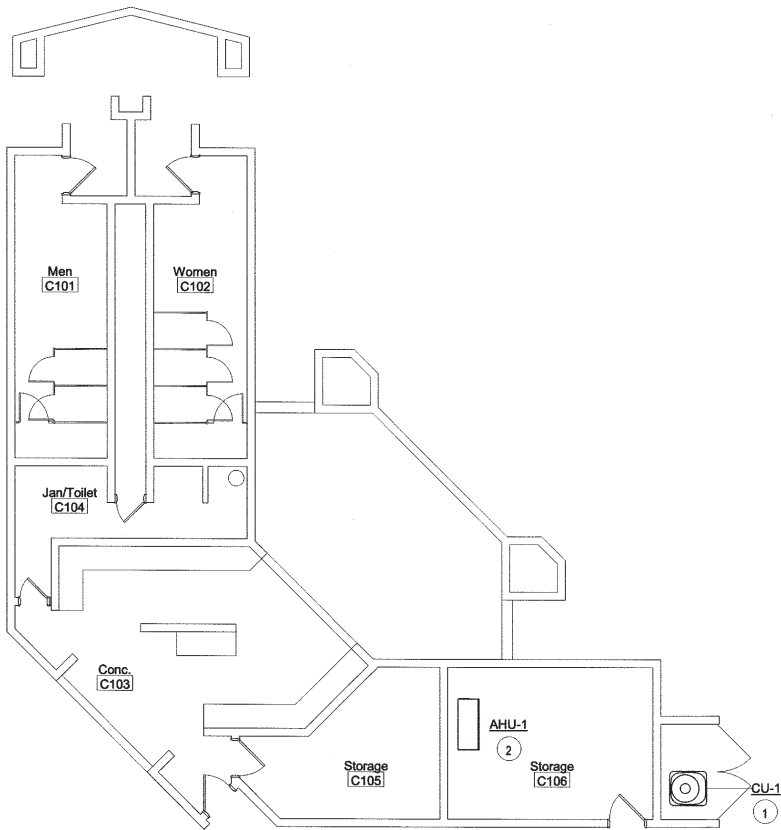 Men
C101
Women
C102
Jan/Toilet
C104
Conc.
C103
AHU-1
2
Storage
C105
Storage
C106
CU-1
1